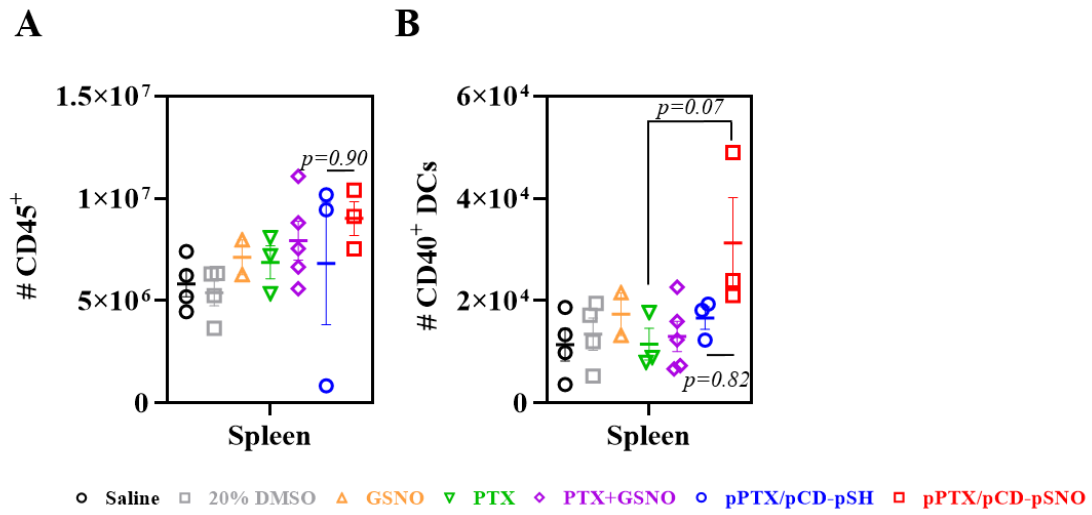 A
B
1.5×10⁷
1×10⁷
5×10⁶
0
# CD45⁺
p=0.90
Spleen
6×10⁴
4×10⁴
2×10⁴
0
# CD40⁺ DCs
p=0.07
p=0.82
Spleen
Saline 20% DMSO GSNO PTX PTX+GSNO pPTX/pCD-pSH pPTX/pCD-pSNO